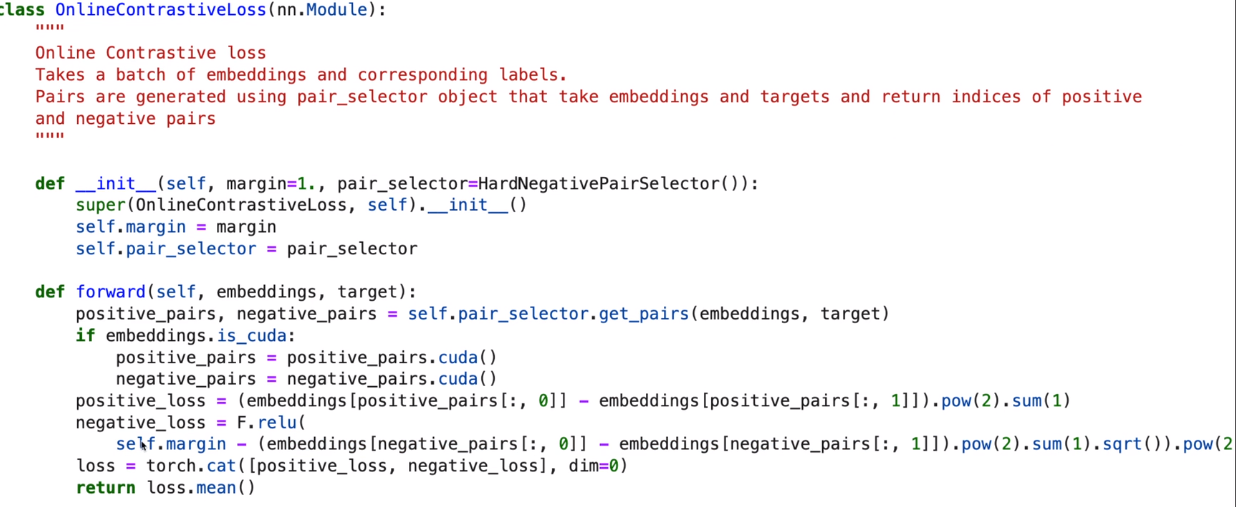 class OnlineContrastiveLoss(nn.Module):
    """
    Online Contrastive loss
    Takes a batch of embeddings and corresponding labels.
    Pairs are generated using pair_selector object that take embeddings and targets and return indices of positive
    and negative pairs
    """
    def __init__(self, margin=1., pair_selector=HardNegativePairSelector()):
        super(OnlineContrastiveLoss, self).__init__()
        self.margin = margin
        self.pair_selector = pair_selector
    def forward(self, embeddings, target):
        positive_pairs, negative_pairs = self.pair_selector.get_pairs(embeddings, target)
        if embeddings.is_cuda:
            positive_pairs = positive_pairs.cuda()
            negative_pairs = negative_pairs.cuda()
        positive_loss = (embeddings[positive_pairs[:, 0]] - embeddings[positive_pairs[:, 1]]).pow(2).sum(1)
        negative_loss = F.relu(
            self.margin - (embeddings[negative_pairs[:, 0]] - embeddings[negative_pairs[:, 1]]).pow(2).sum(1).sqrt()).pow(2
        loss = torch.cat([positive_loss, negative_loss], dim=0)
        return loss.mean()